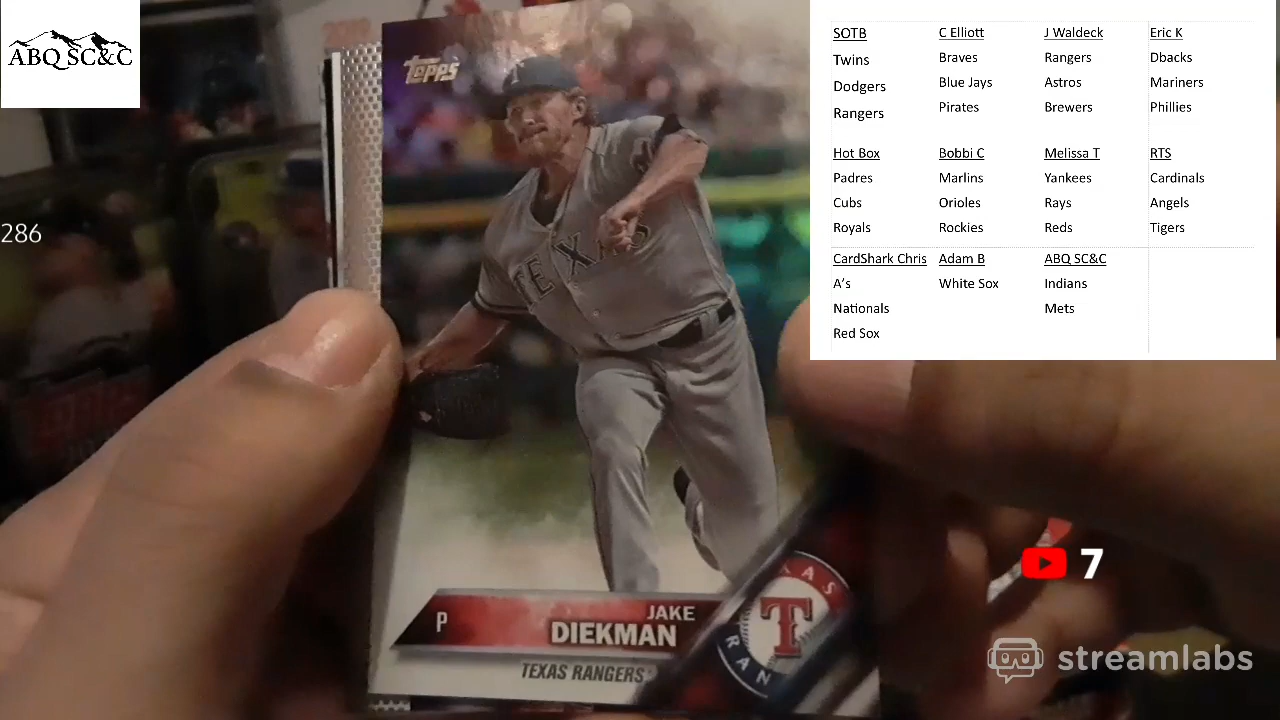 ABQ SC&C
286
Topps
TEXAS
P
JAKE
DIEKMAN
TEXAS RANGERS
T
SOTB
Twins
Dodgers
Rangers
C Elliott
Braves
Blue Jays
Pirates
J Waldeck
Rangers
Astros
Brewers
Eric K
Dbacks
Mariners
Phillies
Hot Box
Padres
Cubs
Royals
Bobbi C
Marlins
Orioles
Rockies
Melissa T
Yankees
Rays
Reds
RTS
Cardinals
Angels
Tigers
CardShark Chris
A's
Nationals
Red Sox
Adam B
White Sox
ABQ SC&C
Indians
Mets
7
streamlabs